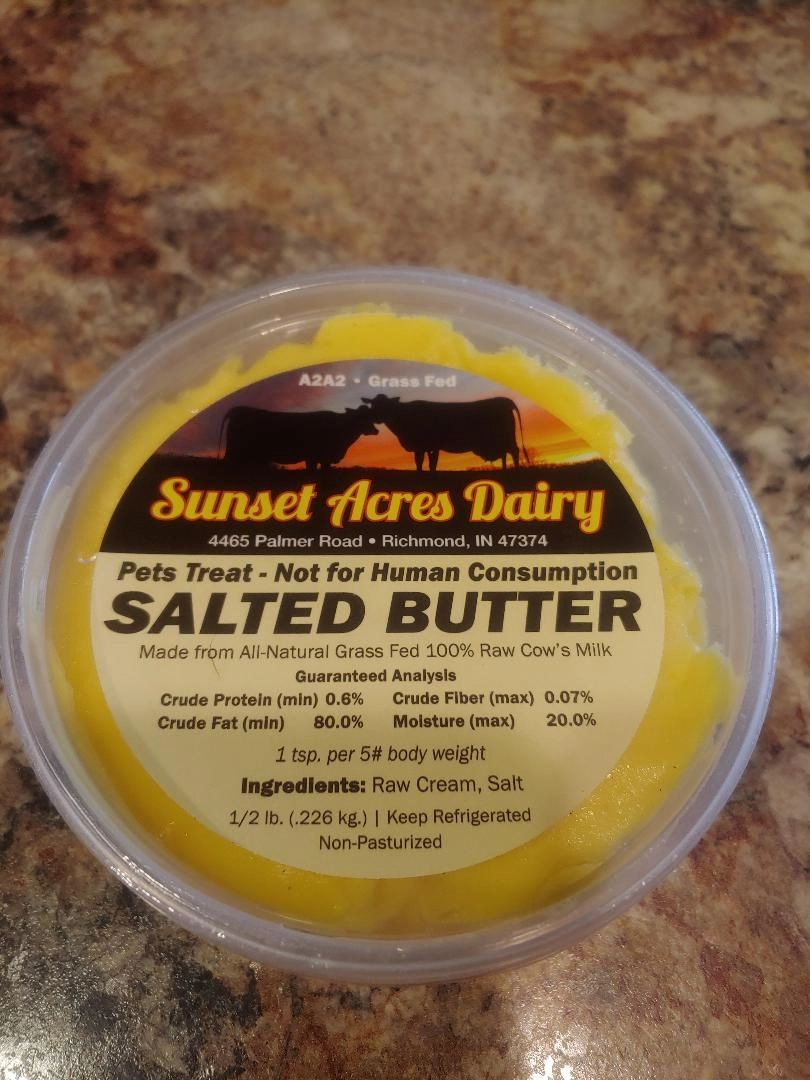 A2A2 • Grass Fed
Sunset Acres Dairy
4465 Palmer Road • Richmond, IN 47374
Pets Treat - Not for Human Consumption
SALTED BUTTER
Made from All-Natural Grass Fed 100% Raw Cow's Milk
Guaranteed Analysis
Crude Protein (min) 0.6% Crude Fiber (max) 0.07%
Crude Fat (min) 80.0% Moisture (max) 20.0%
1 tsp. per 5# body weight
Ingredients: Raw Cream, Salt
1/2 lb. (.226 kg.) | Keep Refrigerated
Non-Pasturized